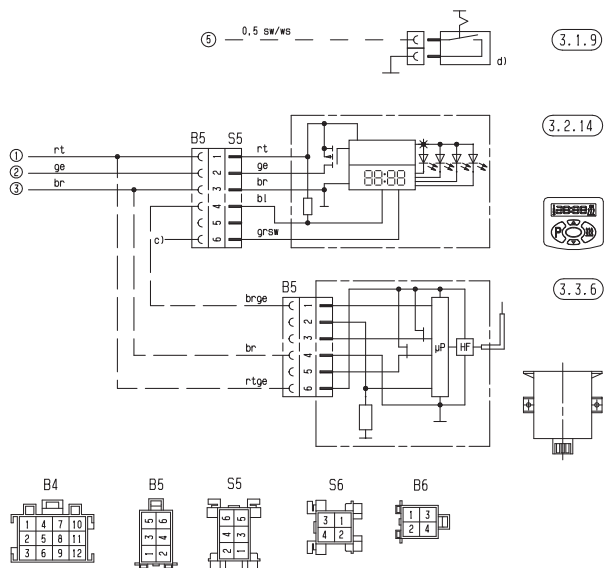 ⑤ 0,5 sw/ws
d)
3.1.9
3.2.14
B5 S5
① rt 1 rt
② ge 2 ge
③ br 3 br
4 bl
5
c) 6 grsw
88:88
88:88
P
3.3.6
B5
brge 1
2
3
br 4
5
rtge 6
µP HF
B4 B5 S5 S6 B6
1 4 7 10
2 5 8 11
3 6 9 12
5 6
3 4
1 2
6 5
4 3
2 1
3 1
4 2
1 3
2 4